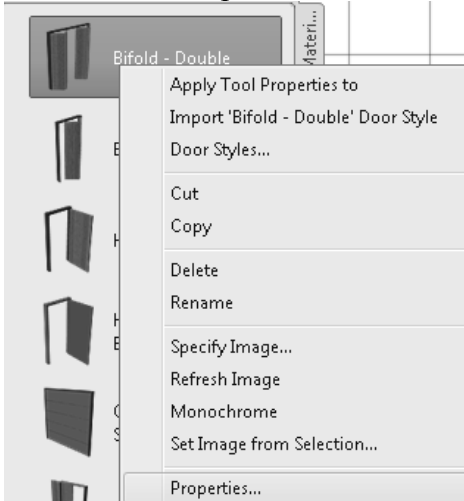 Materi...
Bifold - Double
Apply Tool Properties to
Import 'Bifold - Double' Door Style
Door Styles...
Cut
Copy
Delete
Rename
Specify Image...
Refresh Image
Monochrome
Set Image from Selection...
Properties...